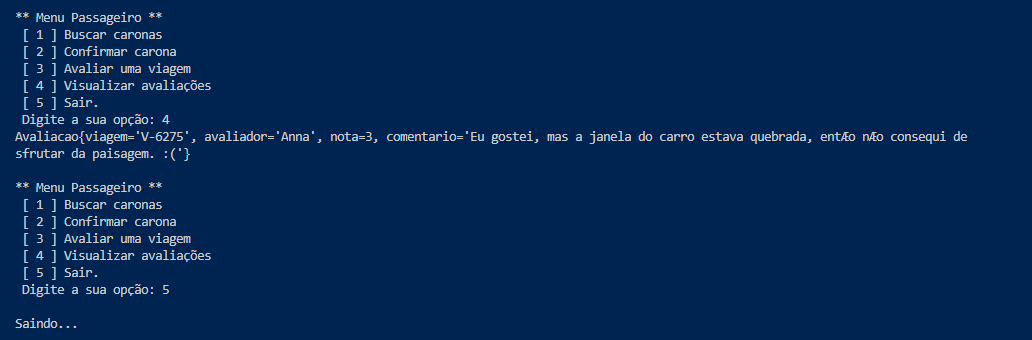 ** Menu Passageiro **
[ 1 ] Buscar caronas
[ 2 ] Confirmar carona
[ 3 ] Avaliar uma viagem
[ 4 ] Visualizar avaliações
[ 5 ] Sair.
Digite a sua opção: 4
Avaliacao{viagem='V-6275', avaliador='Anna', nota=3, comentario='Eu gostei, mas a janela do carro estava quebrada, entÆo nÆo consequi de
sfrutar da paisagem. :('}
** Menu Passageiro **
[ 1 ] Buscar caronas
[ 2 ] Confirmar carona
[ 3 ] Avaliar uma viagem
[ 4 ] Visualizar avaliações
[ 5 ] Sair.
Digite a sua opção: 5
Saindo...